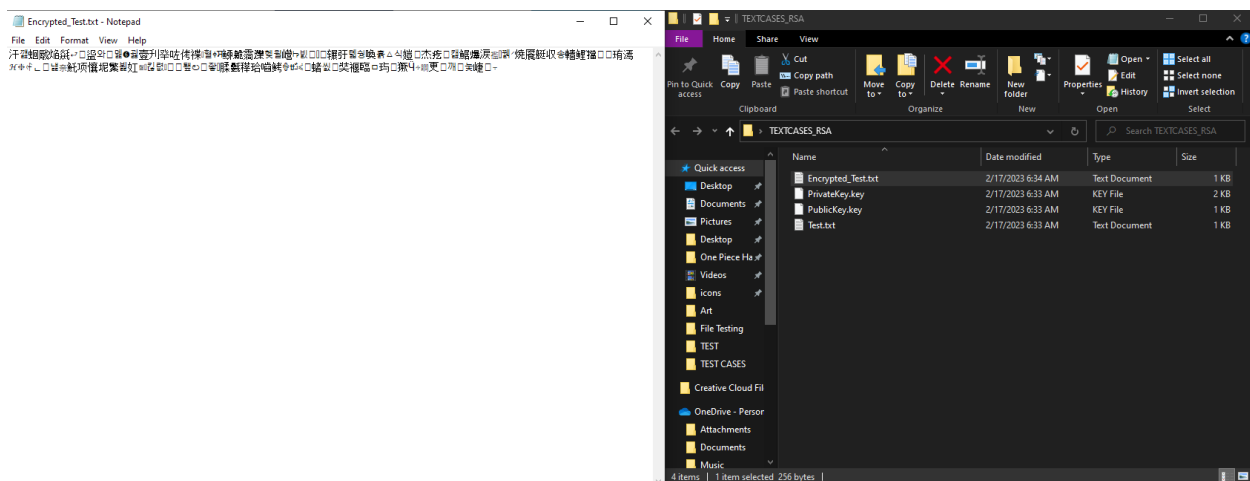 Encrypted_Test.txt - Notepad
File Edit Format View Help
TEXTCASES_RSA
File Home Share View
Pin to Quick access
Copy
Paste
Cut
Copy path
Paste shortcut
Clipboard
Move to
Copy to
Delete
Rename
Organize
New folder
New
Properties
Open
Edit
History
Open
Select all
Select none
Invert selection
Select
TEXTCASES_RSA
Search TEXTCASES_RSA
Name Date modified Type Size
Encrypted_Test.txt 2/17/2023 6:34 AM Text Document 1 KB
PrivateKey.key 2/17/2023 6:33 AM KEY File 2 KB
PublicKey.key 2/17/2023 6:33 AM KEY File 1 KB
Test.txt 2/17/2023 6:33 AM Text Document 1 KB
Quick access
Desktop
Documents
Pictures
Desktop
One Piece Ha
Videos
icons
Art
File Testing
TEST
TEST CASES
Creative Cloud Fil
OneDrive - Person
Attachments
Documents
Music
4 items 1 item selected 256 bytes